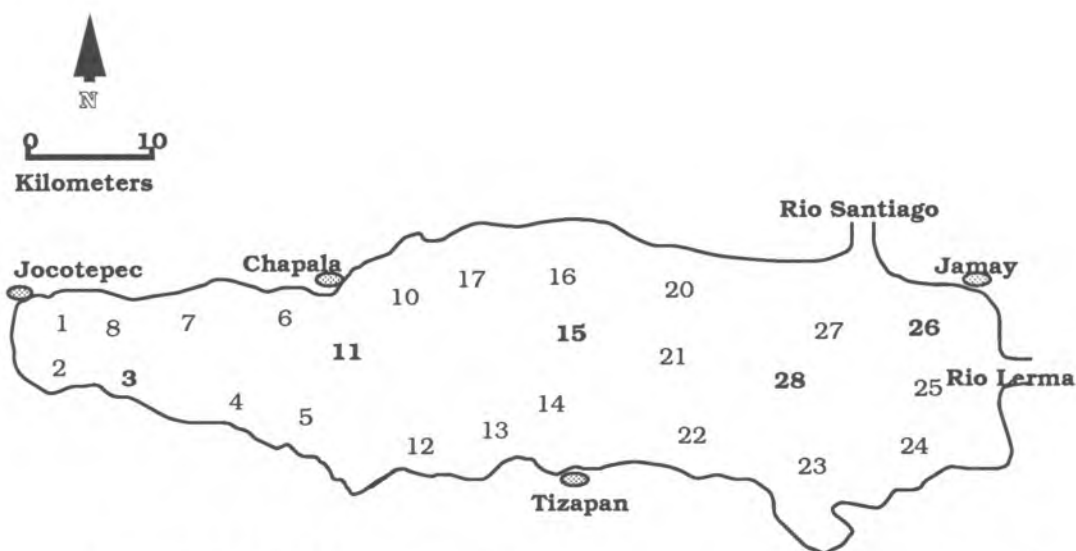 N
0 10
Kilometers
Rio Santiago
Jocotepec Chapala Jamay
17 16 20
10
1 8 7 6 27 26
11 15
2 3 21
28 25 Rio Lerma
4 5 14
12 13 22 24
23
Tizapan